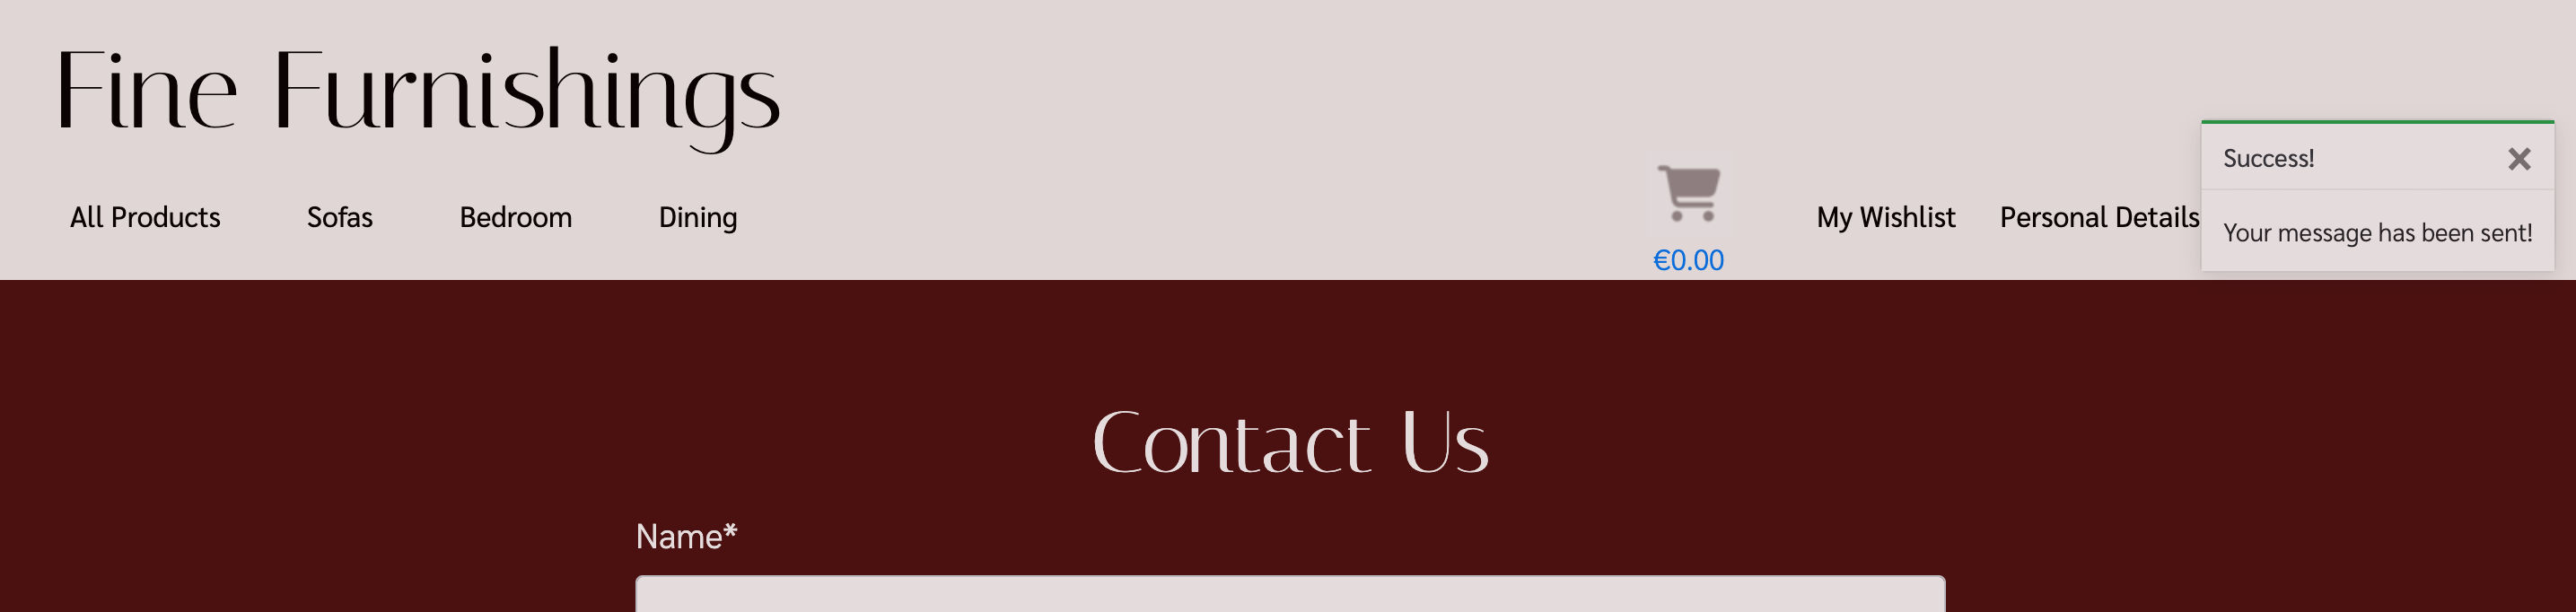 Fine Furnishings
All Products
Sofas
Bedroom
Dining
€0.00
My Wishlist
Personal Details
Success!
Your message has been sent!
Contact Us
Name*